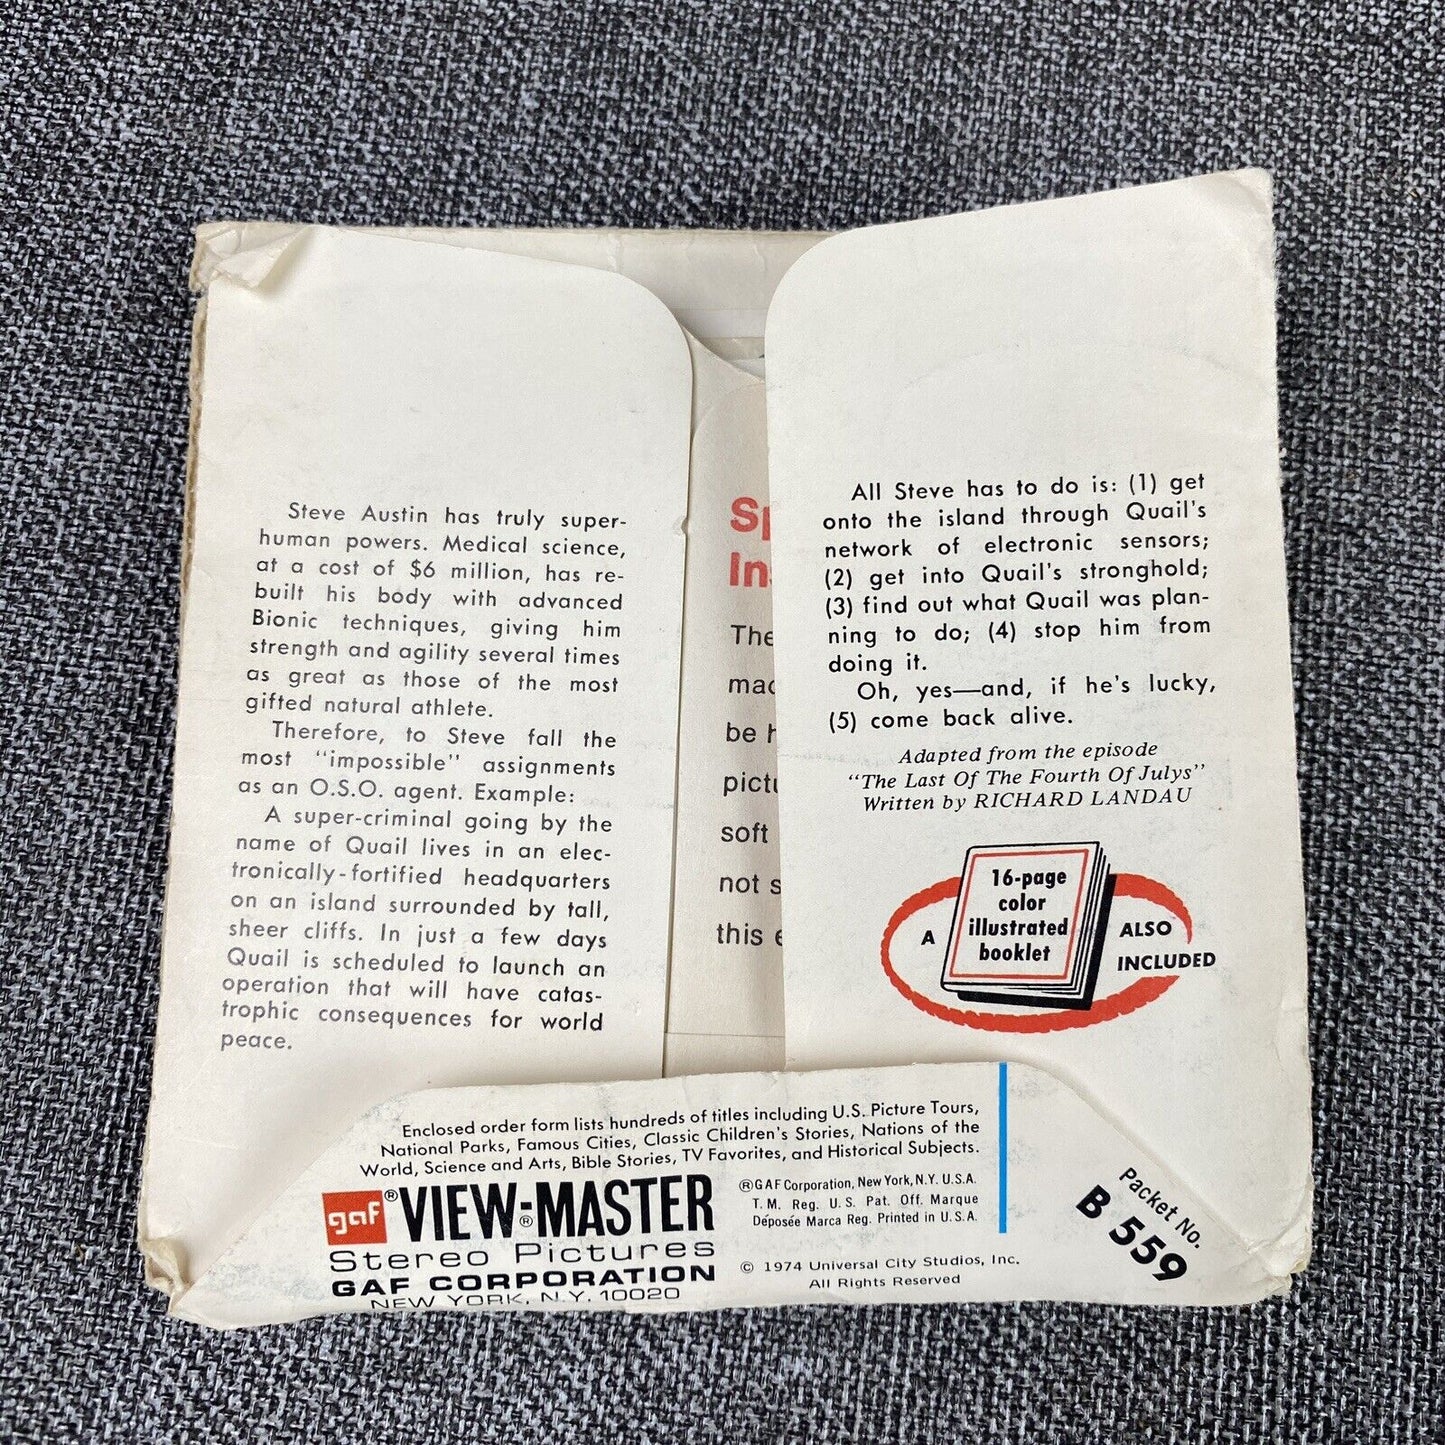 Steve Austin has truly super-
human powers. Medical science,
at a cost of $6 million, has re-
built his body with advanced
Bionic techniques, giving him
strength and agility several times
as great as those of the most
gifted natural athlete.
Therefore, to Steve fall the
most "impossible" assignments
as an O.S.O. agent. Example:
A super-criminal going by the
name of Quail lives in an elec-
tronically-fortified headquarters
on an island surrounded by tall,
sheer cliffs. In just a few days
Quail is scheduled to launch an
operation that will have catas-
trophic consequences for world
peace.
The
be
soft
not
this
All Steve has to do is: (1) get
onto the island through Quail's
network of electronic sensors;
(2) get into Quail's stronghold;
(3) find out what Quail was plan-
ning to do; (4) stop him from
doing it.
Oh, yes—and, if he's lucky,
(5) come back alive.
Adapted from the episode
"The Last Of The Fourth Of Julys"
Written by RICHARD LANDAU
A
16-page
color
illustrated
booklet
ALSO
INCLUDED
Enclosed order form lists hundreds of titles including U.S. Picture Tours,
National Parks, Famous Cities, Classic Children's Stories, Nations of the
World, Science and Arts, Bible Stories, TV Favorites, and Historical Subjects.
gaf® VIEW-MASTER®
Stereo Pictures
GAF CORPORATION
NEW YORK, N.Y. 10020
®GAF Corporation, New York, N.Y. U.S.A.
T.M. Reg. U.S. Pat. Off. Marque
Déposée Marca Reg. Printed in U.S.A.
© 1974 Universal City Studios, Inc.
All Rights Reserved
Packet No.
B 559